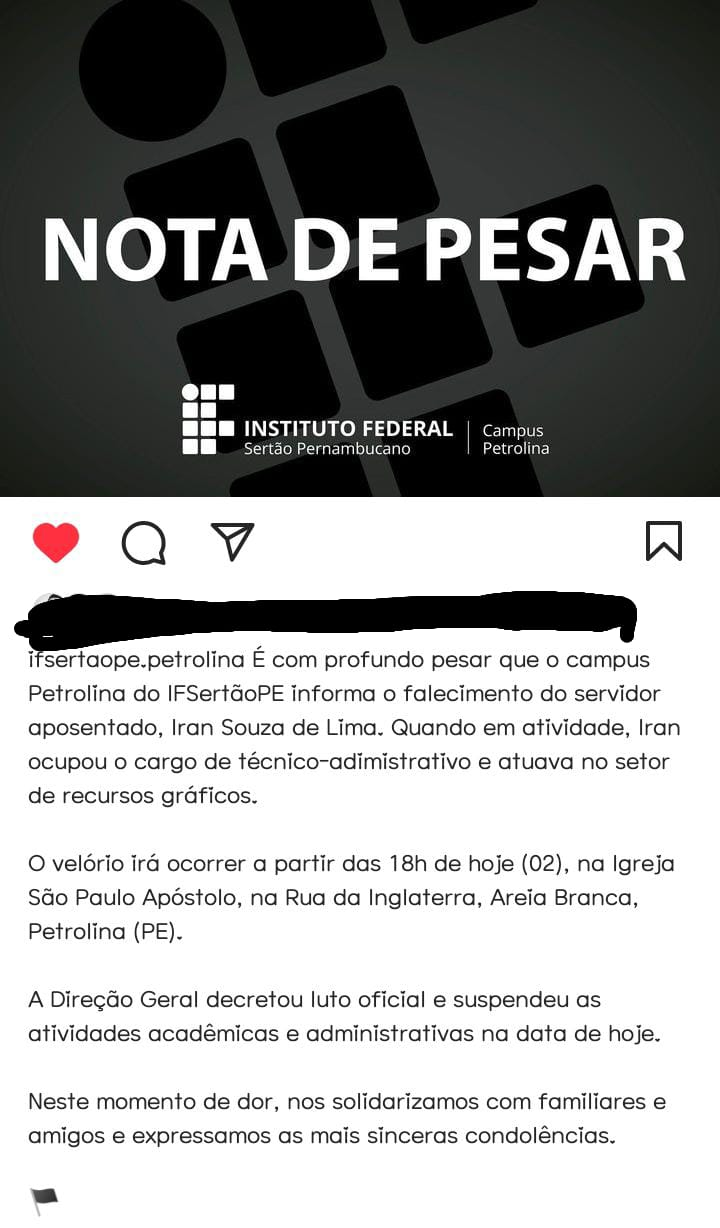 NOTA DE PESAR
INSTITUTO FEDERAL
Sertão Pernambucano
Campus
Petrolina
ifsertaope.petrolina É com profundo pesar que o campus
Petrolina do IFSertãoPE informa o falecimento do servidor
aposentado, Iran Souza de Lima. Quando em atividade, Iran
ocupou o cargo de técnico-adimistrativo e atuava no setor
de recursos gráficos.
O velório irá ocorrer a partir das 18h de hoje (02), na Igreja
São Paulo Apóstolo, na Rua da Inglaterra, Areia Branca,
Petrolina (PE).
A Direção Geral decretou luto oficial e suspendeu as
atividades acadêmicas e administrativas na data de hoje.
Neste momento de dor, nos solidarizamos com familiares e
amigos e expressamos as mais sinceras condolências.